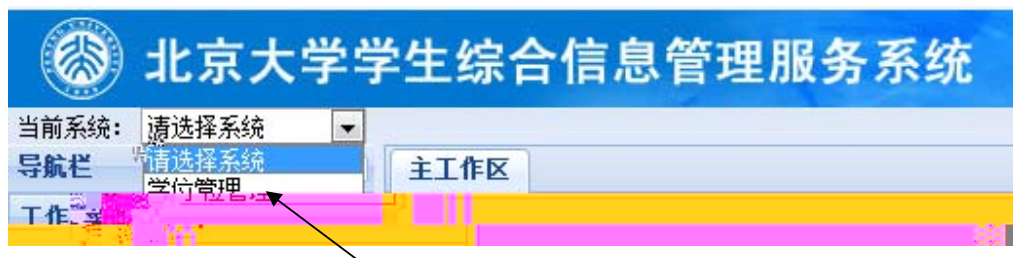 北京大学学生综合信息管理服务系统
当前系统： 请选择系统
导航栏 请选择系统 主工作区
学位管理
工作